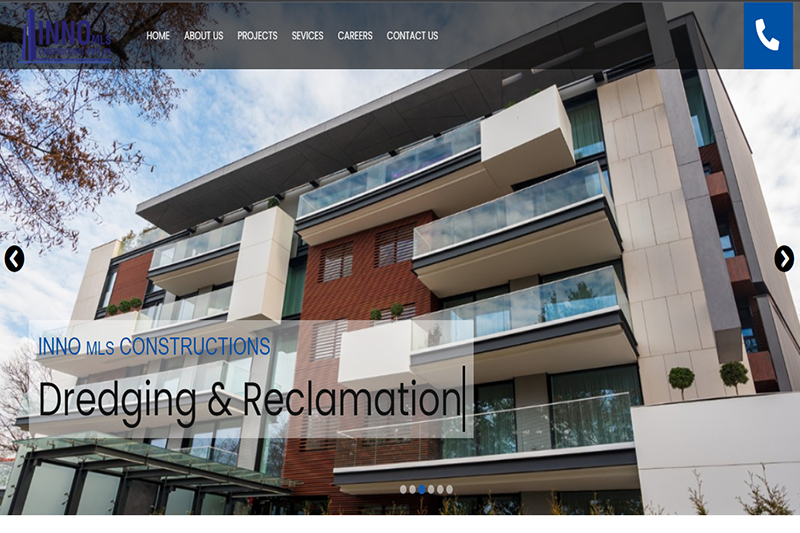 INNO MLS
HOME ABOUT US PROJECTS SEVICES CAREERS CONTACT US
INNO MLS CONSTRUCTIONS
Dredging & Reclamation